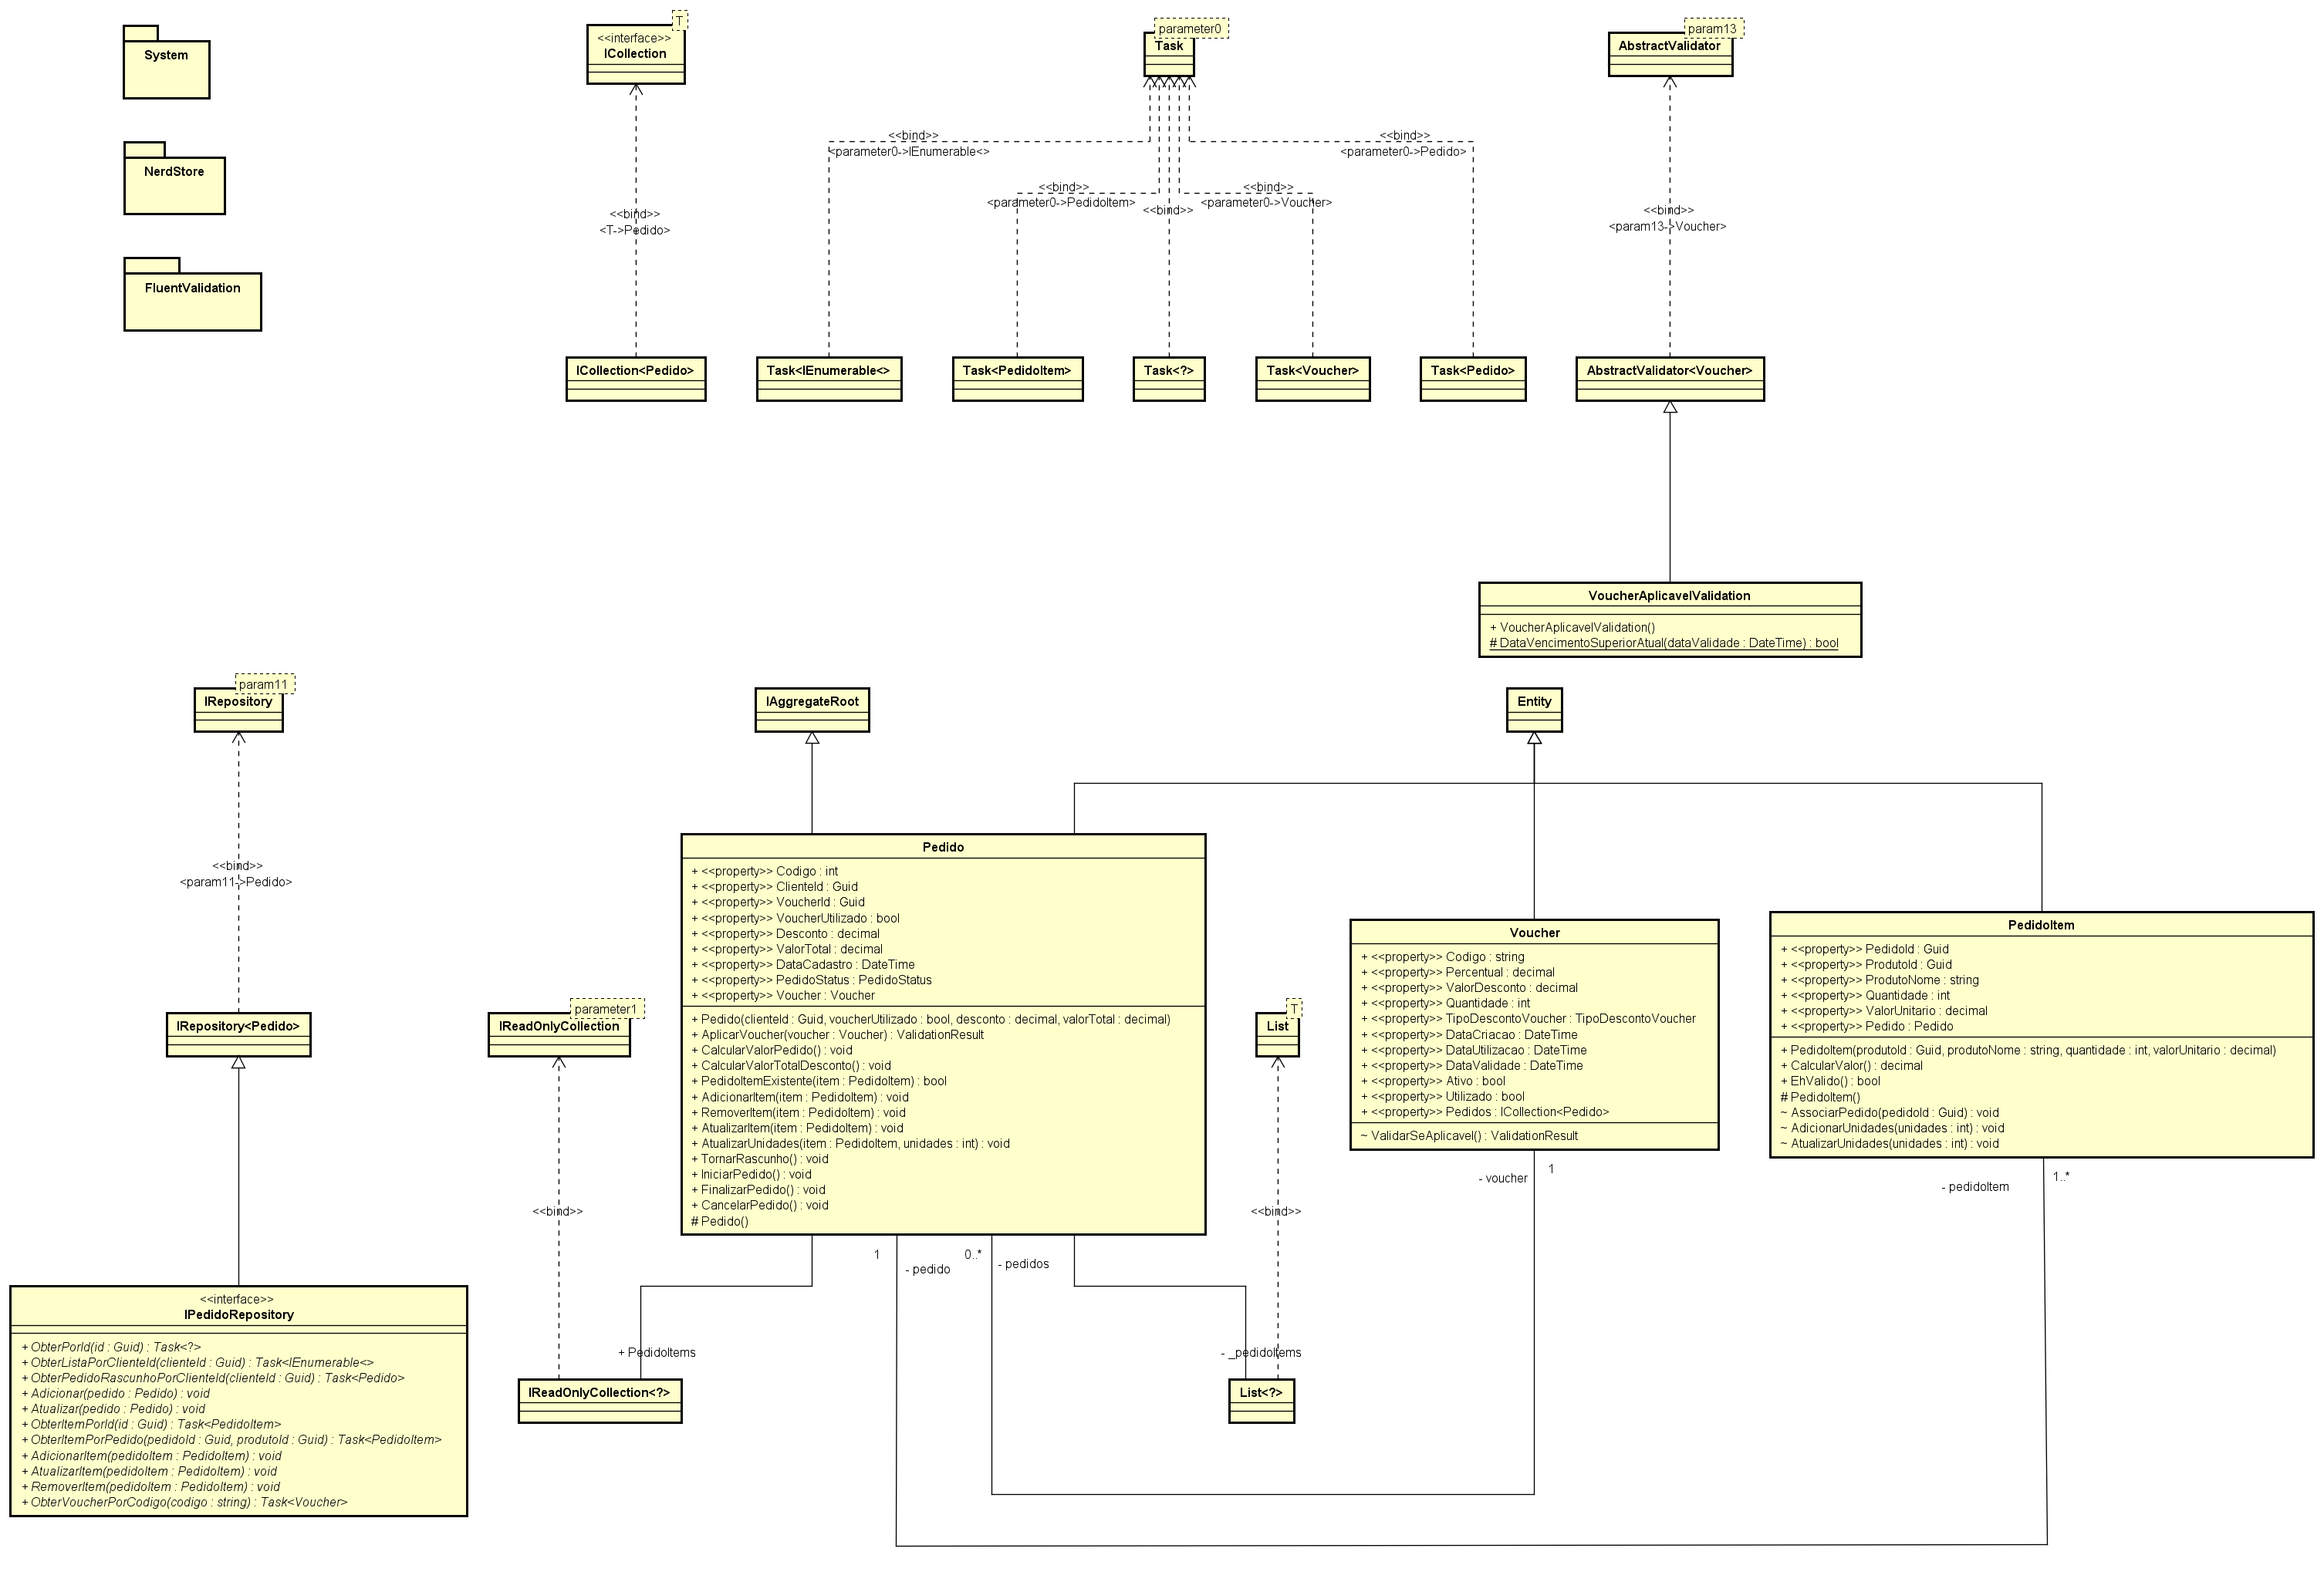 System
NerdStore
FluentValidation
T
<<interface>>
ICollection
<<bind>>
<T->Pedido>
ICollection<Pedido>
parameter0
Task
<<bind>>
<parameter0->IEnumerable<>
<<bind>>
<parameter0->PedidoItem>
<<bind>>
<<bind>>
<parameter0->Voucher>
<<bind>>
<parameter0->Pedido>
Task<IEnumerable<>
Task<PedidoItem>
Task<?>
Task<Voucher>
Task<Pedido>
param13
AbstractValidator
<<bind>>
<param13->Voucher>
AbstractValidator<Voucher>
VoucherAplicavelValidation
+ VoucherAplicavelValidation()
# DataVencimentoSuperiorAtual(dataValidade : DateTime) : bool
param11
IRepository
<<bind>>
<param11->Pedido>
IRepository<Pedido>
<<interface>>
IPedidoRepository
+ ObterPorId(id : Guid) : Task<?>
+ ObterListaPorClienteId(clienteId : Guid) : Task<IEnumerable<>
+ ObterPedidoRascunhoPorClienteId(clienteId : Guid) : Task<Pedido>
+ Adicionar(pedido : Pedido) : void
+ Atualizar(pedido : Pedido) : void
+ ObterItemPorId(id : Guid) : Task<PedidoItem>
+ ObterItemPorPedido(pedidoId : Guid, produtoId : Guid) : Task<PedidoItem>
+ AdicionarItem(pedidoItem : PedidoItem) : void
+ AtualizarItem(pedidoItem : PedidoItem) : void
+ RemoverItem(pedidoItem : PedidoItem) : void
+ ObterVoucherPorCodigo(codigo : string) : Task<Voucher>
parameter1
IReadOnlyCollection
<<bind>>
+ PedidoItems
IReadOnlyCollection<?>
IAggregateRoot
Entity
Pedido
+ <<property>> Codigo : int
+ <<property>> ClienteId : Guid
+ <<property>> VoucherId : Guid
+ <<property>> VoucherUtilizado : bool
+ <<property>> Desconto : decimal
+ <<property>> ValorTotal : decimal
+ <<property>> DataCadastro : DateTime
+ <<property>> PedidoStatus : PedidoStatus
+ <<property>> Voucher : Voucher
+ Pedido(clienteId : Guid, voucherUtilizado : bool, desconto : decimal, valorTotal : decimal)
+ AplicarVoucher(voucher : Voucher) : ValidationResult
+ CalcularValorPedido() : void
+ CalcularValorTotalDesconto() : void
+ PedidoItemExistente(item : PedidoItem) : bool
+ AdicionarItem(item : PedidoItem) : void
+ RemoverItem(item : PedidoItem) : void
+ AtualizarItem(item : PedidoItem) : void
+ AtualizarUnidades(item : PedidoItem, unidades : int) : void
+ TornarRascunho() : void
+ IniciarPedido() : void
+ FinalizarPedido() : void
+ CancelarPedido() : void
# Pedido()
1
- pedido
0..*
- pedidos
T
List
<<bind>>
- _pedidoItems
List<?>
Voucher
+ <<property>> Codigo : string
+ <<property>> Percentual : decimal
+ <<property>> ValorDesconto : decimal
+ <<property>> Quantidade : int
+ <<property>> TipoDescontoVoucher : TipoDescontoVoucher
+ <<property>> DataCriacao : DateTime
+ <<property>> DataUtilizacao : DateTime
+ <<property>> DataValidade : DateTime
+ <<property>> Ativo : bool
+ <<property>> Utilizado : bool
+ <<property>> Pedidos : ICollection<Pedido>
~ ValidarSeAplicavel() : ValidationResult
- voucher
1
PedidoItem
+ <<property>> PedidoId : Guid
+ <<property>> ProdutoId : Guid
+ <<property>> ProdutoNome : string
+ <<property>> Quantidade : int
+ <<property>> ValorUnitario : decimal
+ <<property>> Pedido : Pedido
+ PedidoItem(produtoId : Guid, produtoNome : string, quantidade : int, valorUnitario : decimal)
+ CalcularValor() : decimal
+ EhValido() : bool
# PedidoItem()
~ AssociarPedido(pedidoId : Guid) : void
~ AdicionarUnidades(unidades : int) : void
~ AtualizarUnidades(unidades : int) : void
- pedidoItem
1..*